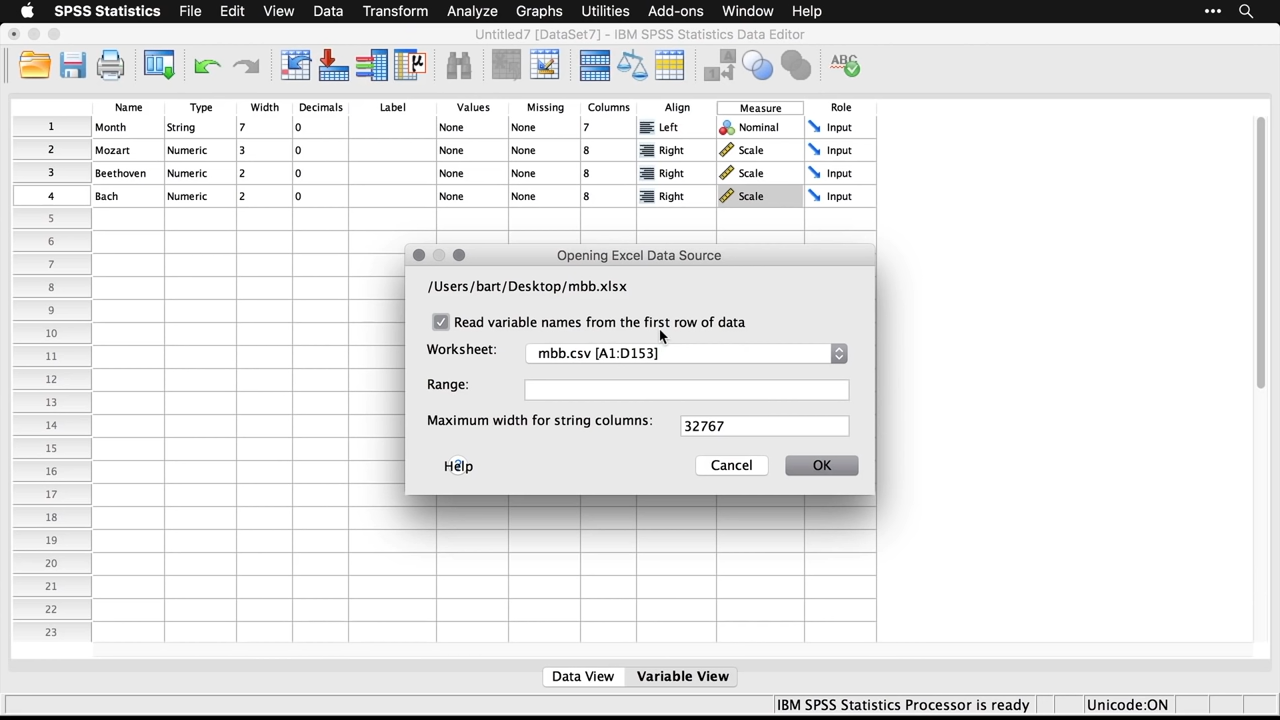 SPSS Statistics File Edit View Data Transform Analyze Graphs Utilities Add-ons Window Help
Untitled7 [DataSet7] - IBM SPSS Statistics Data Editor
Name Type Width Decimals Label Values Missing Columns Align Measure Role
1 Month String 7 0 None None 7 Left Nominal Input
2 Mozart Numeric 3 0 None None 8 Right Scale Input
3 Beethoven Numeric 2 0 None None 8 Right Scale Input
4 Bach Numeric 2 0 None None 8 Right Scale Input
5
6
7
8
9
10
11
12
13
14
15
16
17
18
19
20
21
22
23
Opening Excel Data Source
/Users/bart/Desktop/mbb.xlsx
Read variable names from the first row of data
Worksheet: mbb.csv [A1:D153]
Range:
Maximum width for string columns: 32767
Help Cancel OK
Data View Variable View
IBM SPSS Statistics Processor is ready Unicode:ON